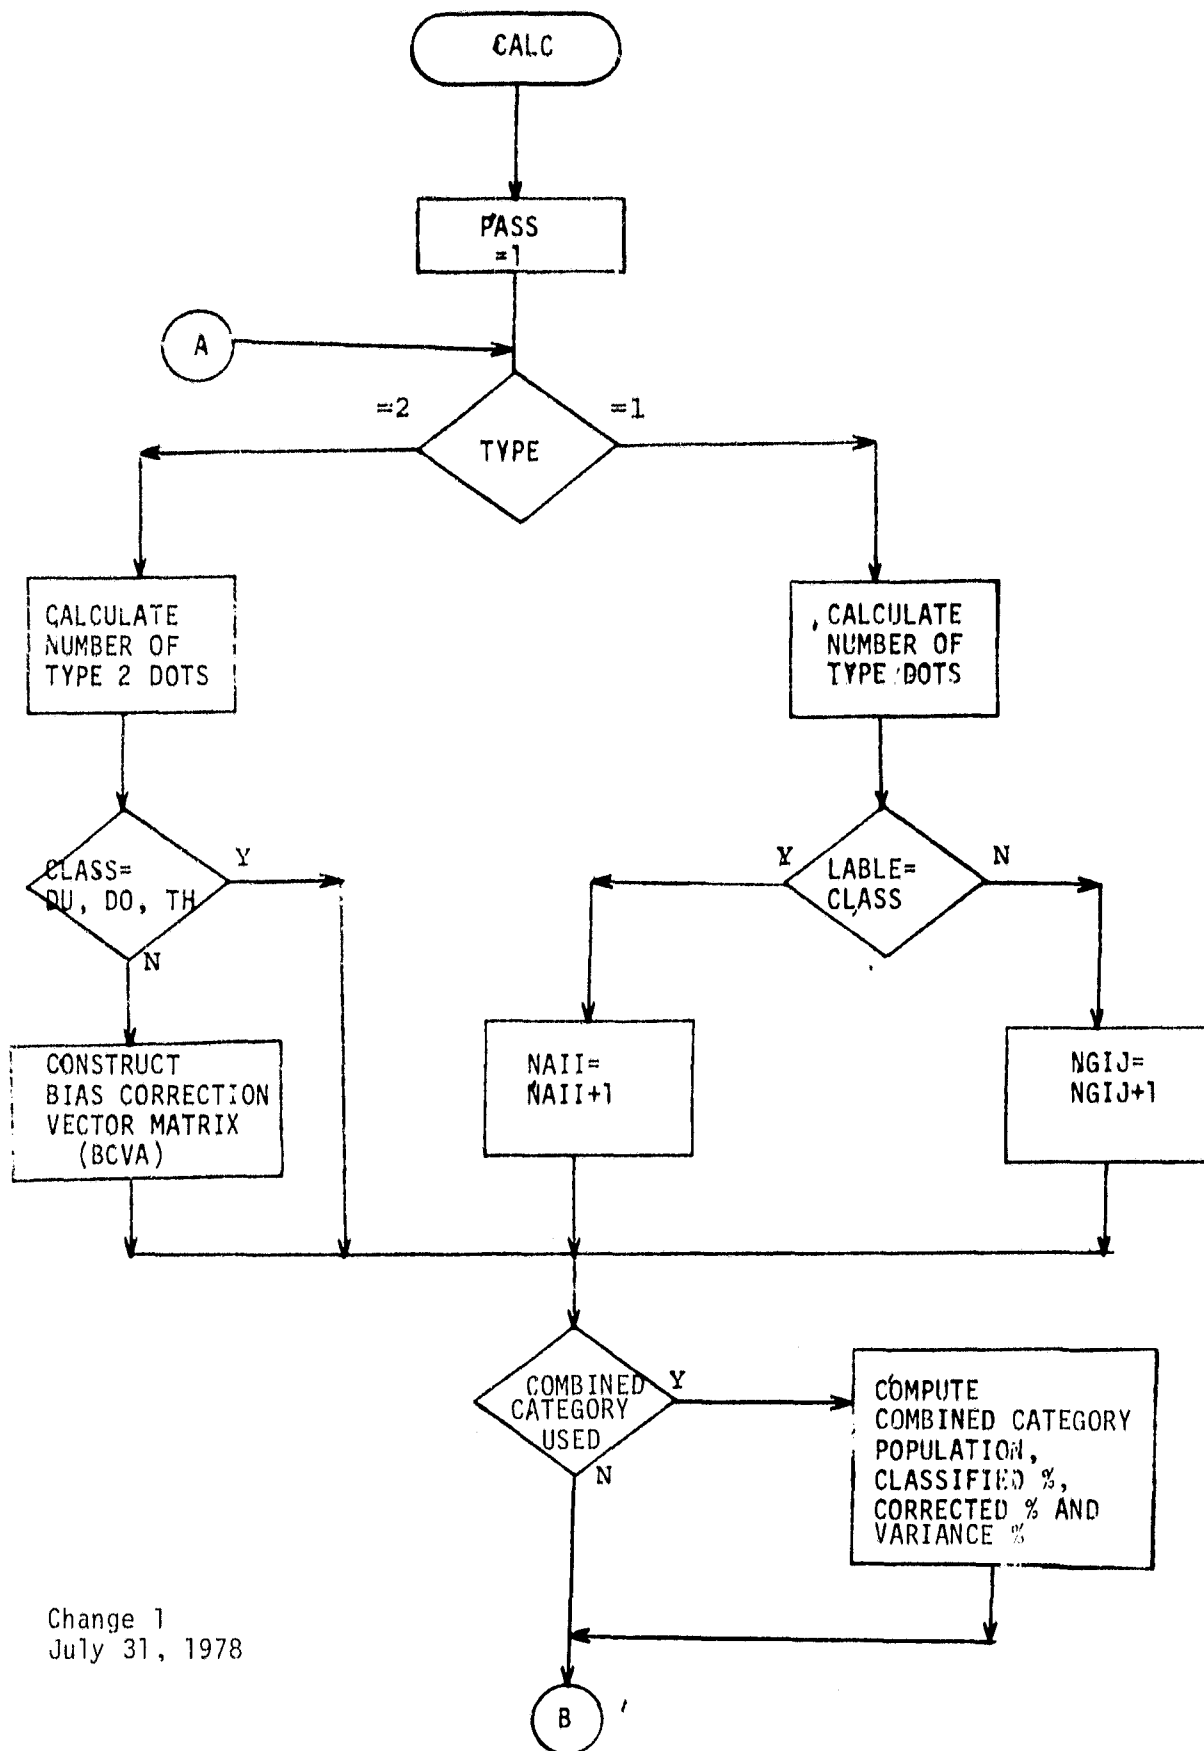 CALC
PASS
=1
A
=2
=1
TYPE
CALCULATE
NUMBER OF
TYPE 2 DOTS
CALCULATE
NUMBER OF
TYPE DOTS
CLASS=
DU, DO, TH
Y
N
Y
LABLE=
CLASS
N
CONSTRUCT
BIAS CORRECTION
VECTOR MATRIX
(BCVA)
NAII=
NAII+1
NGIJ=
NGIJ+1
COMBINED
CATEGORY
USED
Y
N
COMPUTE
COMBINED CATEGORY
POPULATION,
CLASSIFIED %,
CORRECTED % AND
VARIANCE %
Change 1
July 31, 1978
B